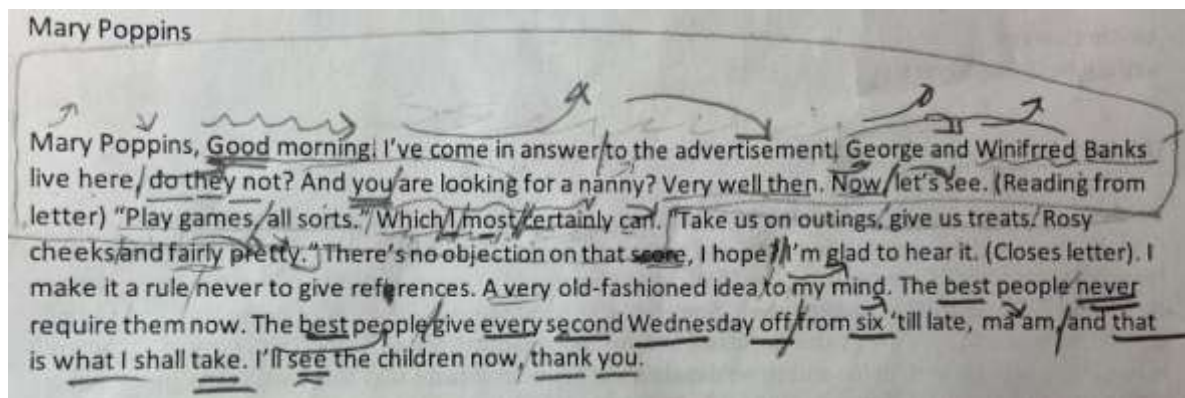 Mary Poppins
Mary Poppins, Good morning! I've come in answer to the advertisement. George and Winifrred Banks
live here, do they not? And you are looking for a nanny? Very well then. Now, let's see. (Reading from
letter) "Play games, all sorts." Which I most certainly can. "Take us on outings, give us treats. Rosy
cheeks and fairly pretty." There's no objection on that score, I hope. I'm glad to hear it. (Closes letter). I
make it a rule never to give references. A very old-fashioned idea to my mind. The best people never
require them now. The best people give every second Wednesday off from six 'till late, ma'am, and that
is what I shall take. I'll see the children now, thank you.